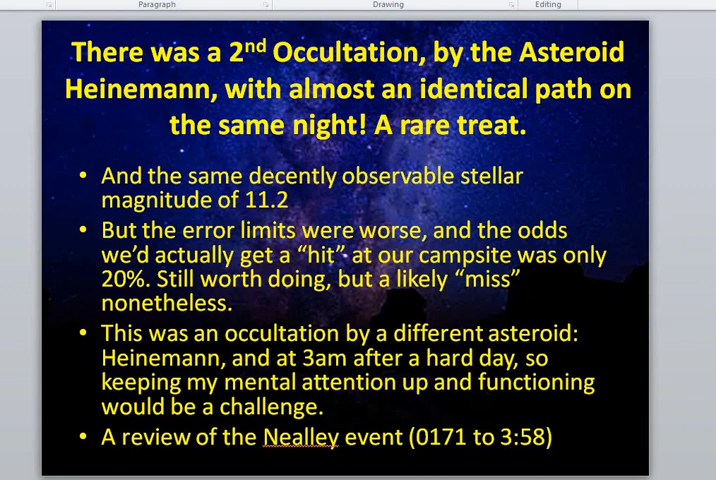 Paragraph
Drawing
Editing
There was a 2nd Occultation, by the Asteroid
Heinemann, with almost an identical path on
the same night! A rare treat.
• And the same decently observable stellar
magnitude of 11.2
• But the error limits were worse, and the odds
we’d actually get a “hit” at our campsite was only
20%. Still worth doing, but a likely “miss”
nonetheless.
• This was an occultation by a different asteroid:
Heinemann, and at 3am after a hard day, so
keeping my mental attention up and functioning
would be a challenge.
• A review of the Nealley event (0171 to 3:58)